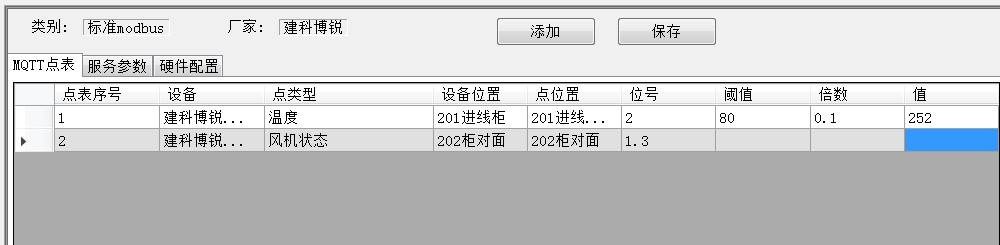 类别： 标准modbus 厂家： 建科博锐 添加 保存
MQTT点表 服务参数 硬件配置
点表序号 设备 点类型 设备位置 点位置 位号 阈值 倍数 值
1 建科博锐... 温度 201进线柜 201进线... 2 80 0.1 252
2 建科博锐... 风机状态 202柜对面 202柜对面 1.3